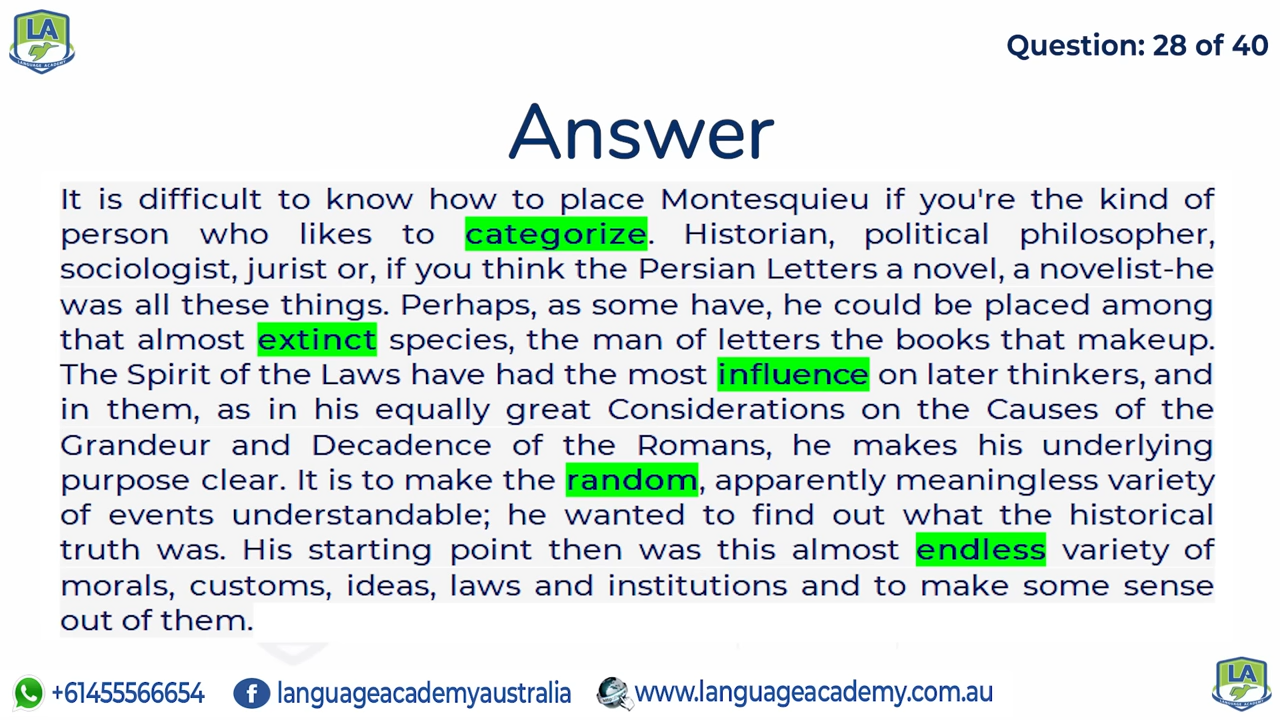 LA
LANGUAGE ACADEMY
Question: 28 of 40
Answer
It is difficult to know how to place Montesquieu if you're the kind of
person who likes to categorize. Historian, political philosopher,
sociologist, jurist or, if you think the Persian Letters a novel, a novelist-he
was all these things. Perhaps, as some have, he could be placed among
that almost extinct species, the man of letters the books that makeup.
The Spirit of the Laws have had the most influence on later thinkers, and
in them, as in his equally great Considerations on the Causes of the
Grandeur and Decadence of the Romans, he makes his underlying
purpose clear. It is to make the random, apparently meaningless variety
of events understandable; he wanted to find out what the historical
truth was. His starting point then was this almost endless variety of
morals, customs, ideas, laws and institutions and to make some sense
out of them.
+61455566654 languageacademyaustralia www.languageacademy.com.au
LA
LANGUAGE ACADEMY